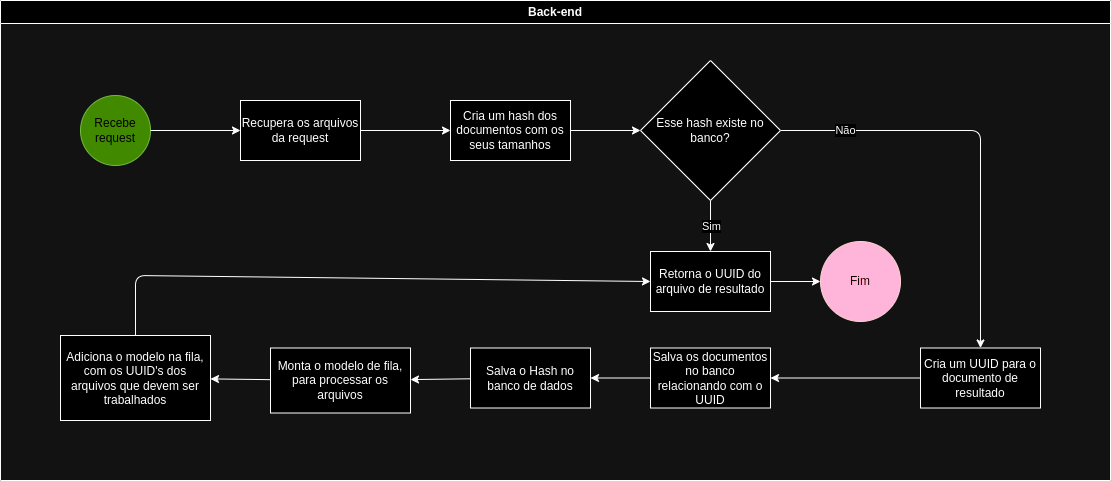 Back-end
Recebe
request
Recupera os arquivos
da request
Cria um hash dos
documentos com os
seus tamanhos
Esse hash existe no
banco?
Não
Sim
Retorna o UUID do
arquivo de resultado
Fim
Cria um UUID para o
documento de
resultado
Salva os documentos
no banco
relacionando com o
UUID
Salva o Hash no
banco de dados
Monta o modelo de fila,
para processar os
arquivos
Adiciona o modelo na fila,
com os UUID's dos
arquivos que devem ser
trabalhados